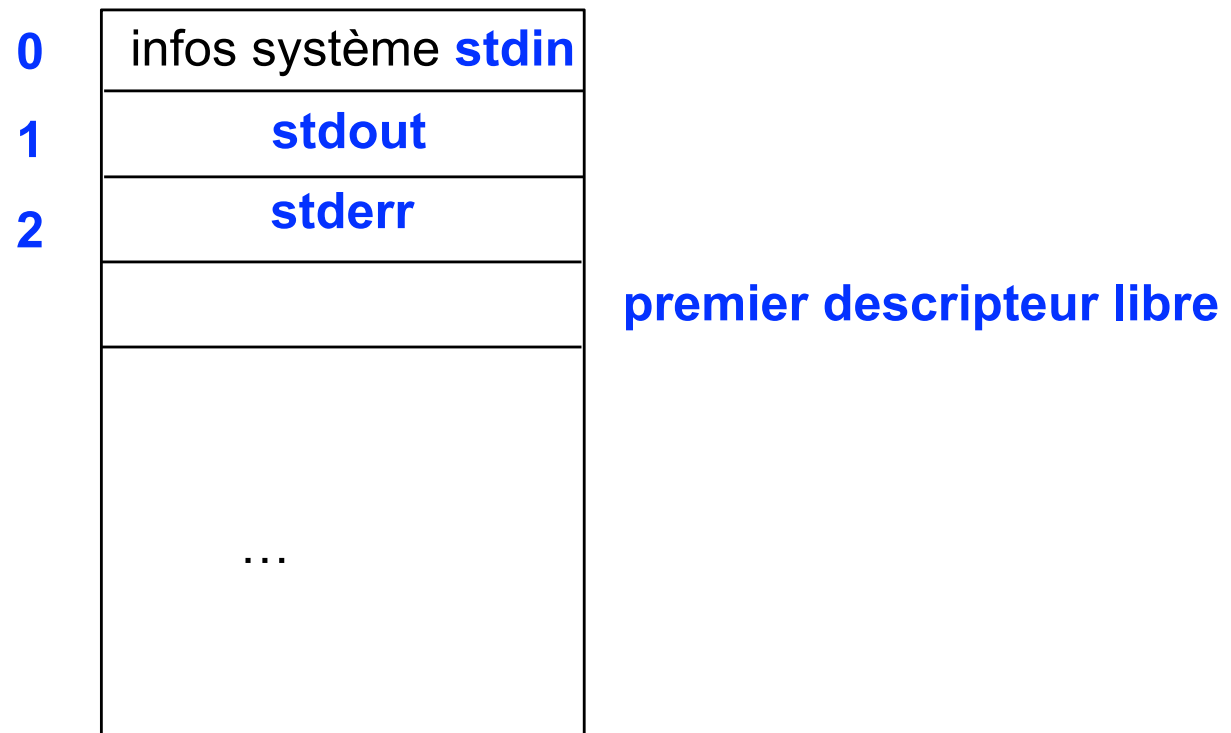 0 infos système stdin
1 stdout
2 stderr
premier descripteur libre
…